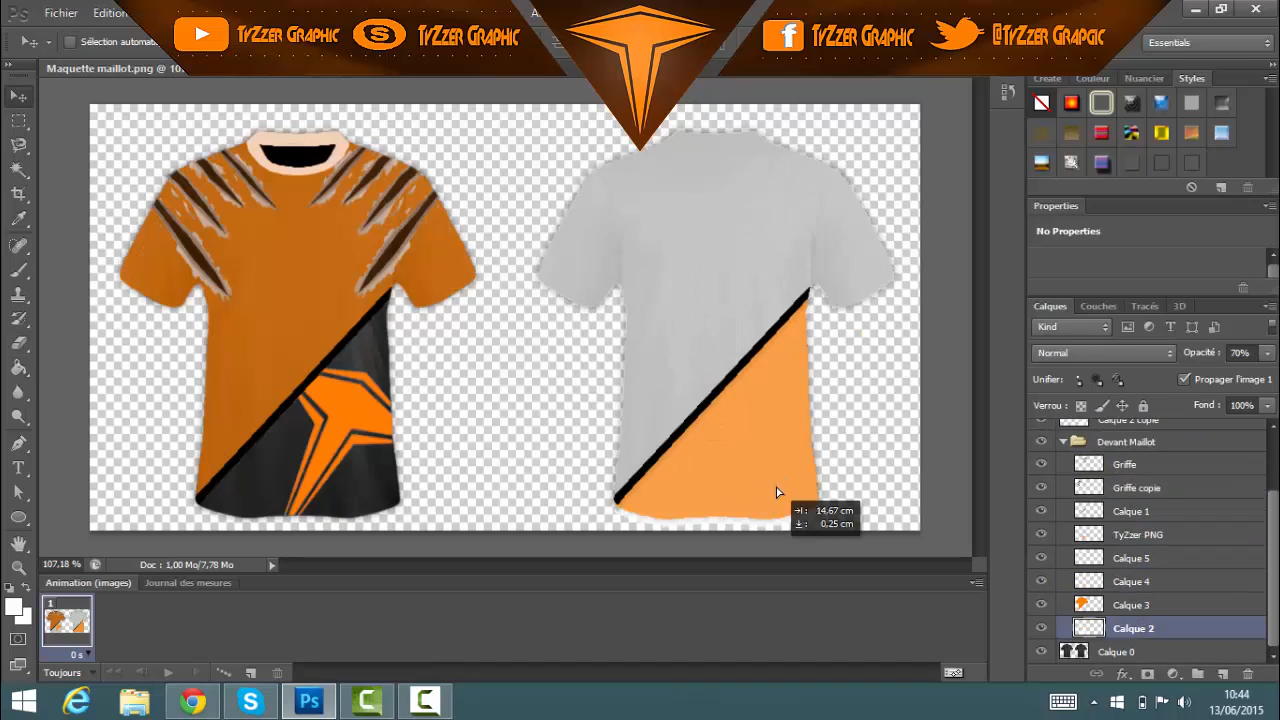 TyZzer Graphic
TyZzer Graphic
TyZzer Graphic
@TyZzer Grapgic
Fichier
Edition
Sélection automa
Essentials
Maquette maillot.png @ 10
Create
Couleur
Nuancier
Styles
Properties
No Properties
Calques
Couches
Tracés
3D
Kind
Normal
Opacité : 70%
Unifier :
Propager l'image 1
Verrou :
Fond : 100%
Calque 2 copie
Devant Maillot
Griffe
Griffe copie
Calque 1
TyZzer PNG
Calque 5
Calque 4
Calque 3
Calque 2
Calque 0
14,67 cm
0,25 cm
107,18 %
Doc : 1,00 Mo/7,78 Mo
Animation (images)
Journal des mesures
1
0 s
Toujours
Ps
10:44
13/06/2015